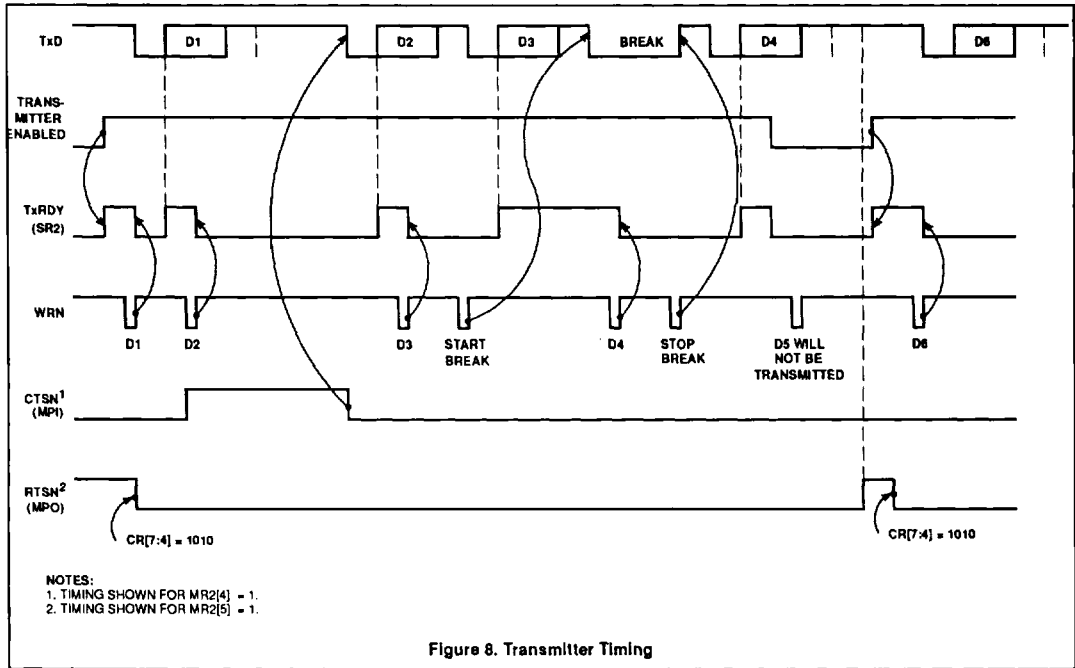 TxD
D1
D2
D3
BREAK
D4
D6
TRANS-
MITTER
ENABLED
TxRDY
(SR2)
WRN
D1
D2
D3
START
BREAK
D4
STOP
BREAK
D5 WILL
NOT BE
TRANSMITTED
D6
CTSN1
(MPI)
RTSN2
(MPO)
CR[7:4] = 1010
CR[7:4] = 1010
NOTES:
1. TIMING SHOWN FOR MR2[4] = 1.
2. TIMING SHOWN FOR MR2[5] = 1.
Figure 8. Transmitter Timing